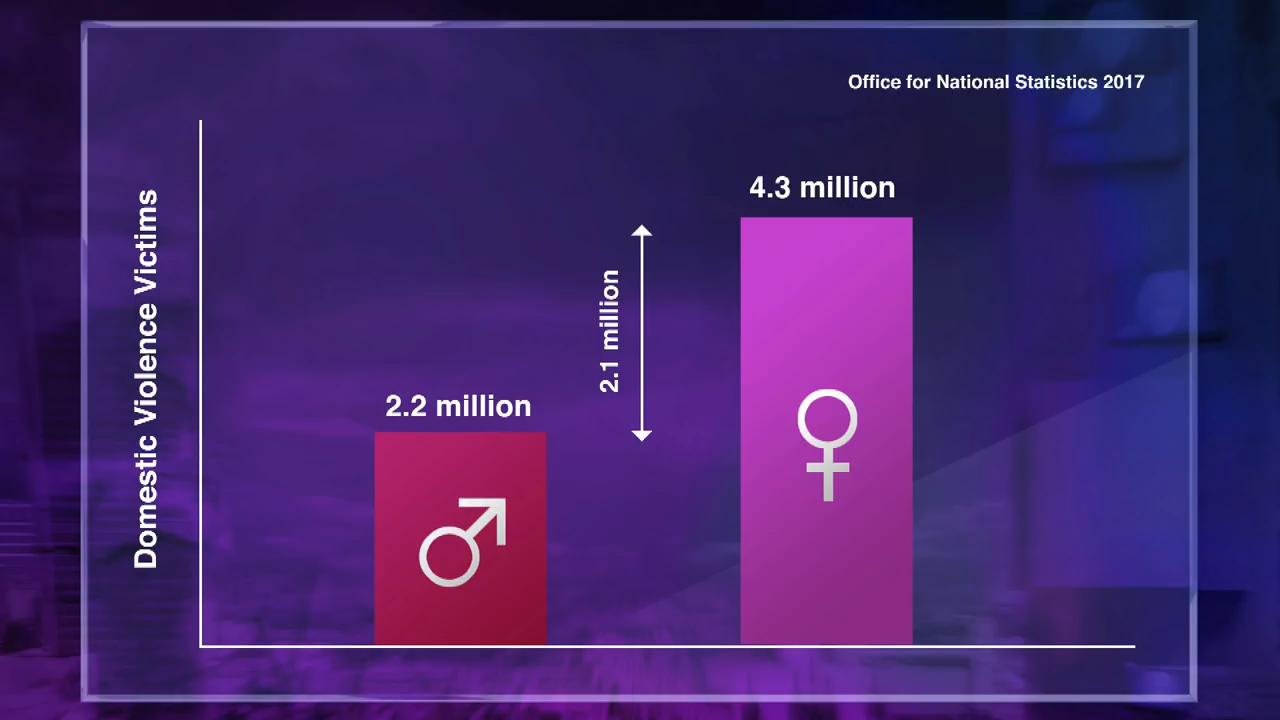 Office for National Statistics 2017
4.3 million
2.1 million
2.2 million
Domestic Violence Victims